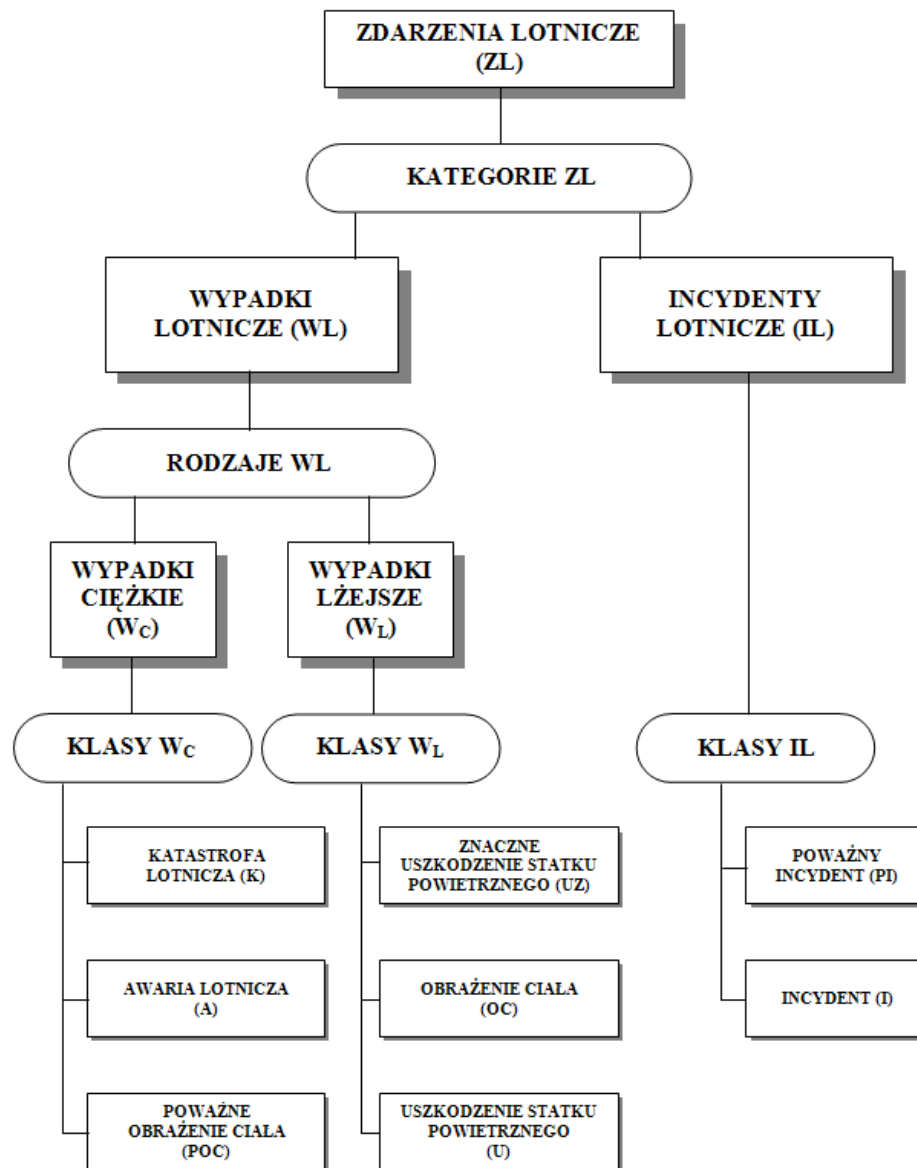 ZDARZENIA LOTNICZE
(ZL)
KATEGORIE ZL
WYPADKI
LOTNICZE (WL)
INCYDENTY
LOTNICZE (IL)
RODZAJE WL
WYPADKI
CIĘŻKIE
(WC)
WYPADKI
LŻEJSZE
(WL)
KLASY WC
KLASY WL
KLASY IL
KATASTROFA
LOTNICZA (K)
ZNACZNE
USZKODZENIE STATKU
POWIETRZNEGO (UZ)
POWAŻNY
INCYDENT (PI)
AWARIA LOTNICZA
(A)
OBRAŻENIE CIAŁA
(OC)
INCYDENT (I)
POWAŻNE
OBRAŻENIE CIAŁA
(POC)
USZKODZENIE STATKU
POWIETRZNEGO
(U)